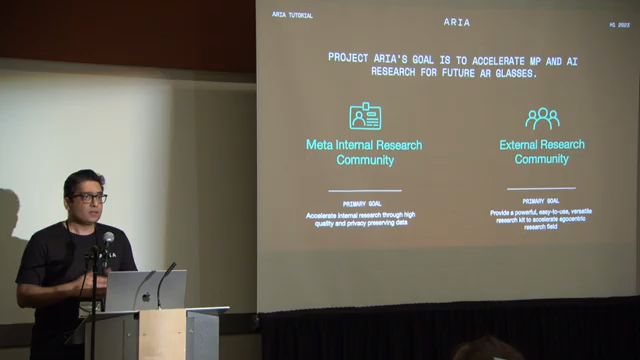 ARIA TUTORIAL
ARIA
H1 2023
PROJECT ARIA'S GOAL IS TO ACCELERATE MP AND AI
RESEARCH FOR FUTURE AR GLASSES.
Meta Internal Research
Community
PRIMARY GOAL
Accelerate internal research through high
quality and privacy preserving data
External Research
Community
PRIMARY GOAL
Provide a powerful, easy-to-use, versatile
research kit to accelerate egocentric
research field